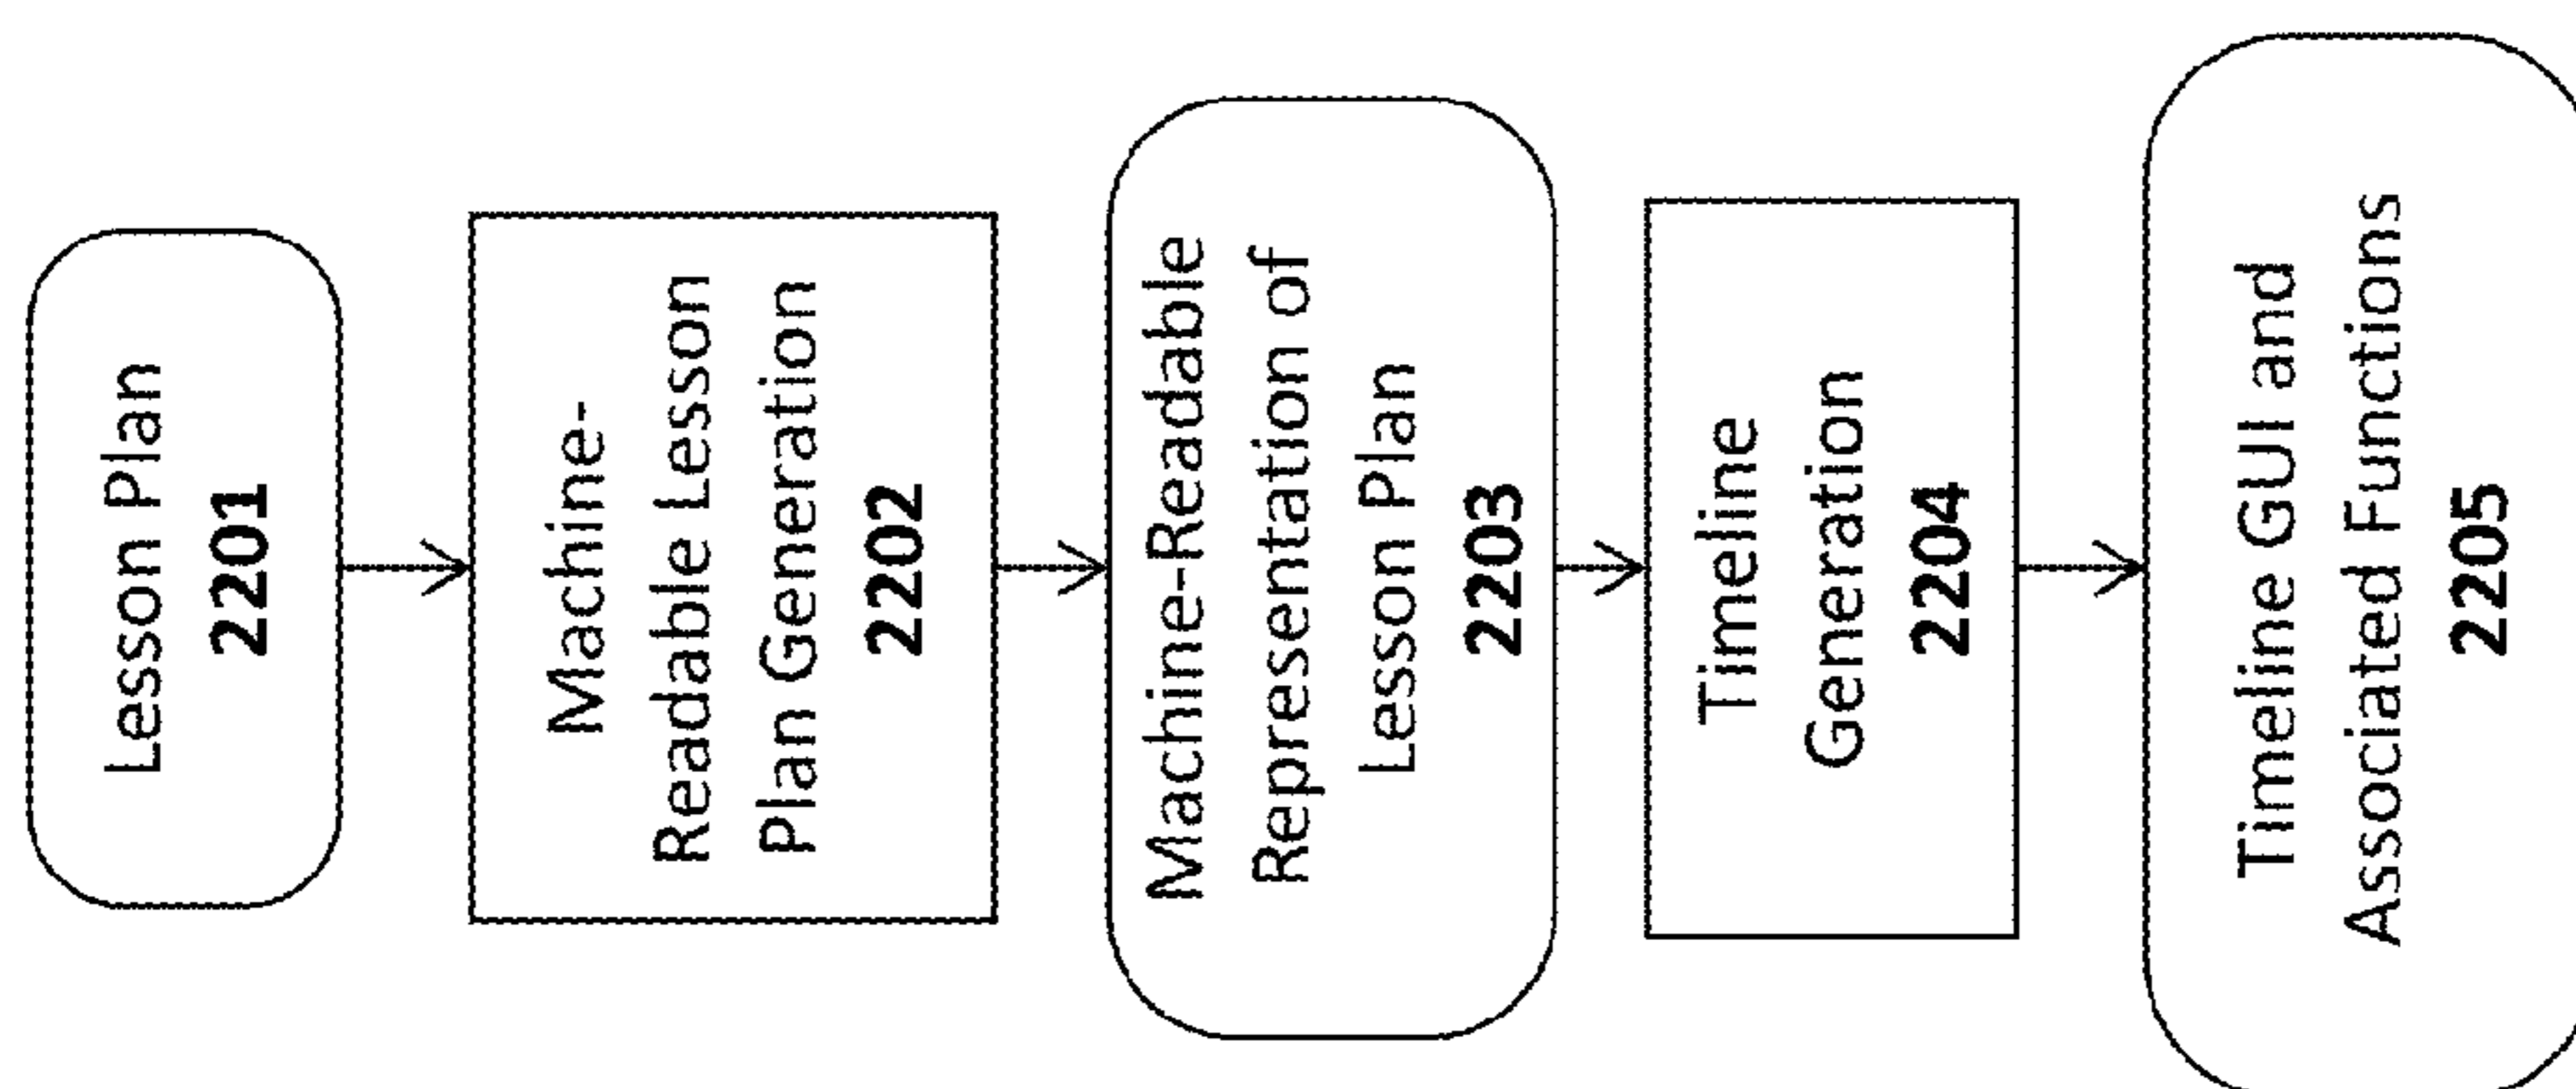 Lesson Plan
2201
Machine-
Readable Lesson
Plan Generation
2202
Machine-Readable
Representation of
Lesson Plan
2203
Timeline
Generation
2204
Timeline GUI and
Associated Functions
2205